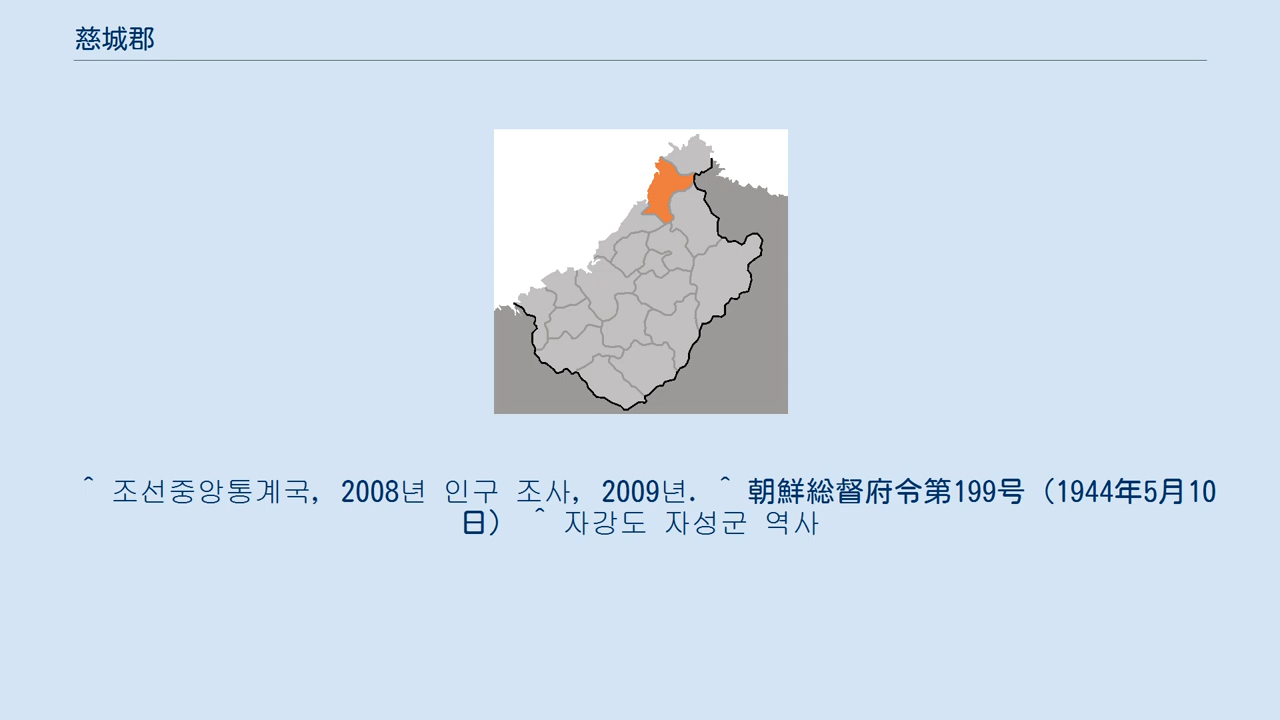 慈城郡
^ 조선중앙통계국, 2008년 인구 조사, 2009년. ^ 朝鮮総督府令第199号（1944年5月10
日） ^ 자강도 자성군 역사